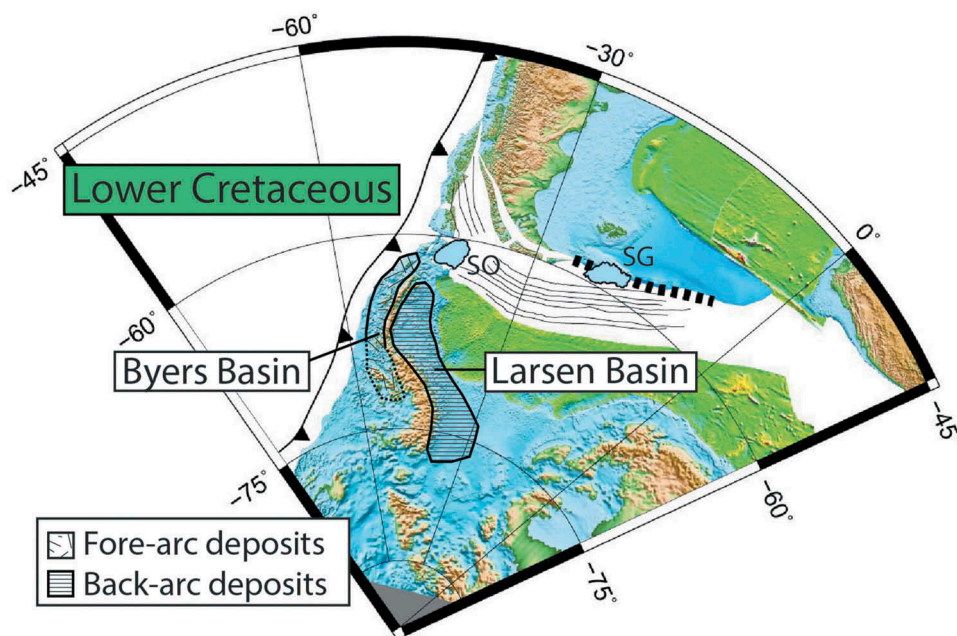 −60°
−30°
−45°
Lower Cretaceous
0°
SO
SG
−60°
Byers Basin
Larsen Basin
−45
−75°
−60°
Fore-arc deposits
−75°
Back-arc deposits